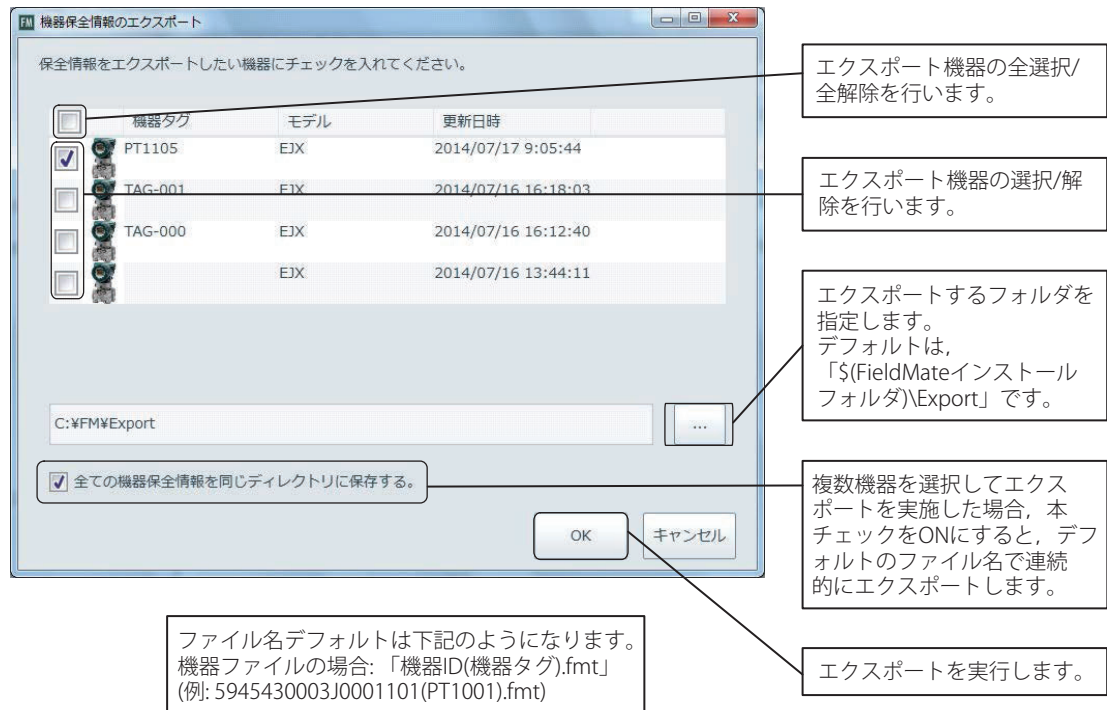 FM 機器保全情報のエクスポート
保全情報をエクスポートしたい機器にチェックを入れてください。
機器タグ モデル 更新日時
PT1105 EJX 2014/07/17 9:05:44
TAG-001 EJX 2014/07/16 16:18:03
TAG-000 EJX 2014/07/16 16:12:40
EJX 2014/07/16 13:44:11
C:¥FM¥Export
...
全ての機器保全情報を同じディレクトリに保存する。
OK キャンセル
エクスポート機器の全選択/
全解除を行います。
エクスポート機器の選択/解
除を行います。
エクスポートするフォルダを
指定します。
デフォルトは,
「$(FieldMateインストール
フォルダ)\Export」です。
複数機器を選択してエクス
ポートを実施した場合, 本
チェックをONにすると, デフ
ォルトのファイル名で連続
的にエクスポートします。
エクスポートを実行します。
ファイル名デフォルトは下記のようになります。
機器ファイルの場合: 「機器ID(機器タグ).fmt」
(例: 5945430003J0001101(PT1001).fmt)